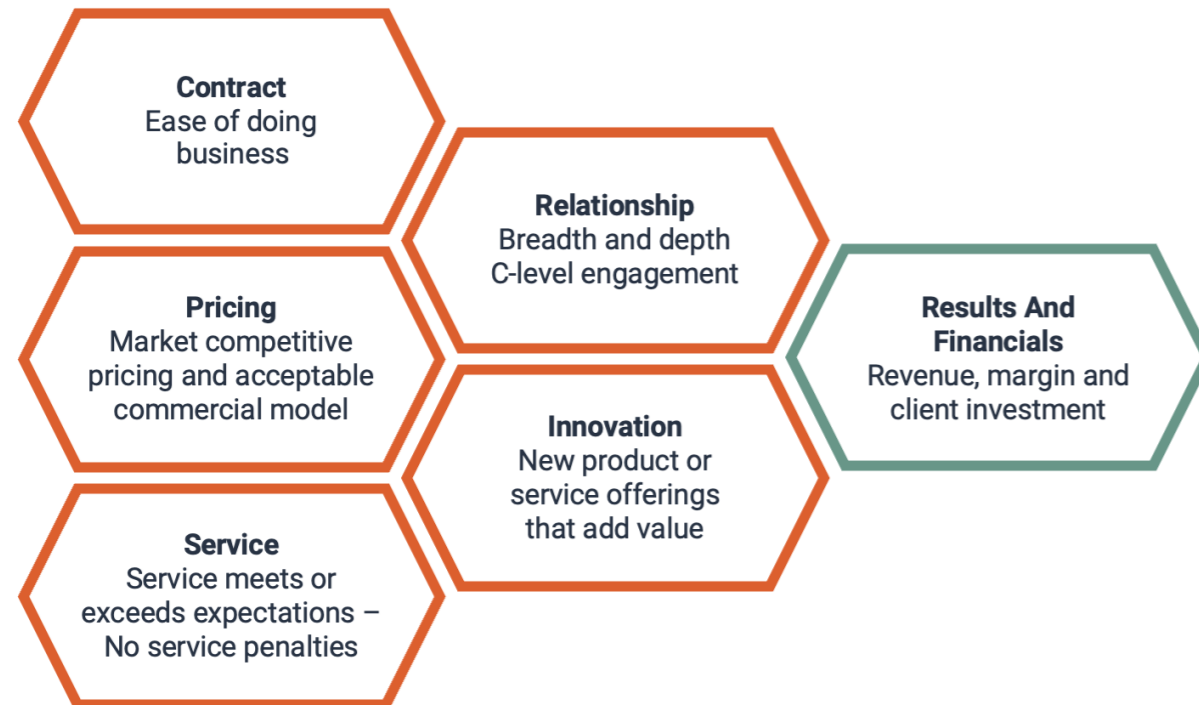 Contract
Ease of doing
business
Pricing
Market competitive
pricing and acceptable
commercial model
Service
Service meets or
exceeds expectations –
No service penalties
Relationship
Breadth and depth
C-level engagement
Innovation
New product or
service offerings
that add value
Results And
Financials
Revenue, margin and
client investment